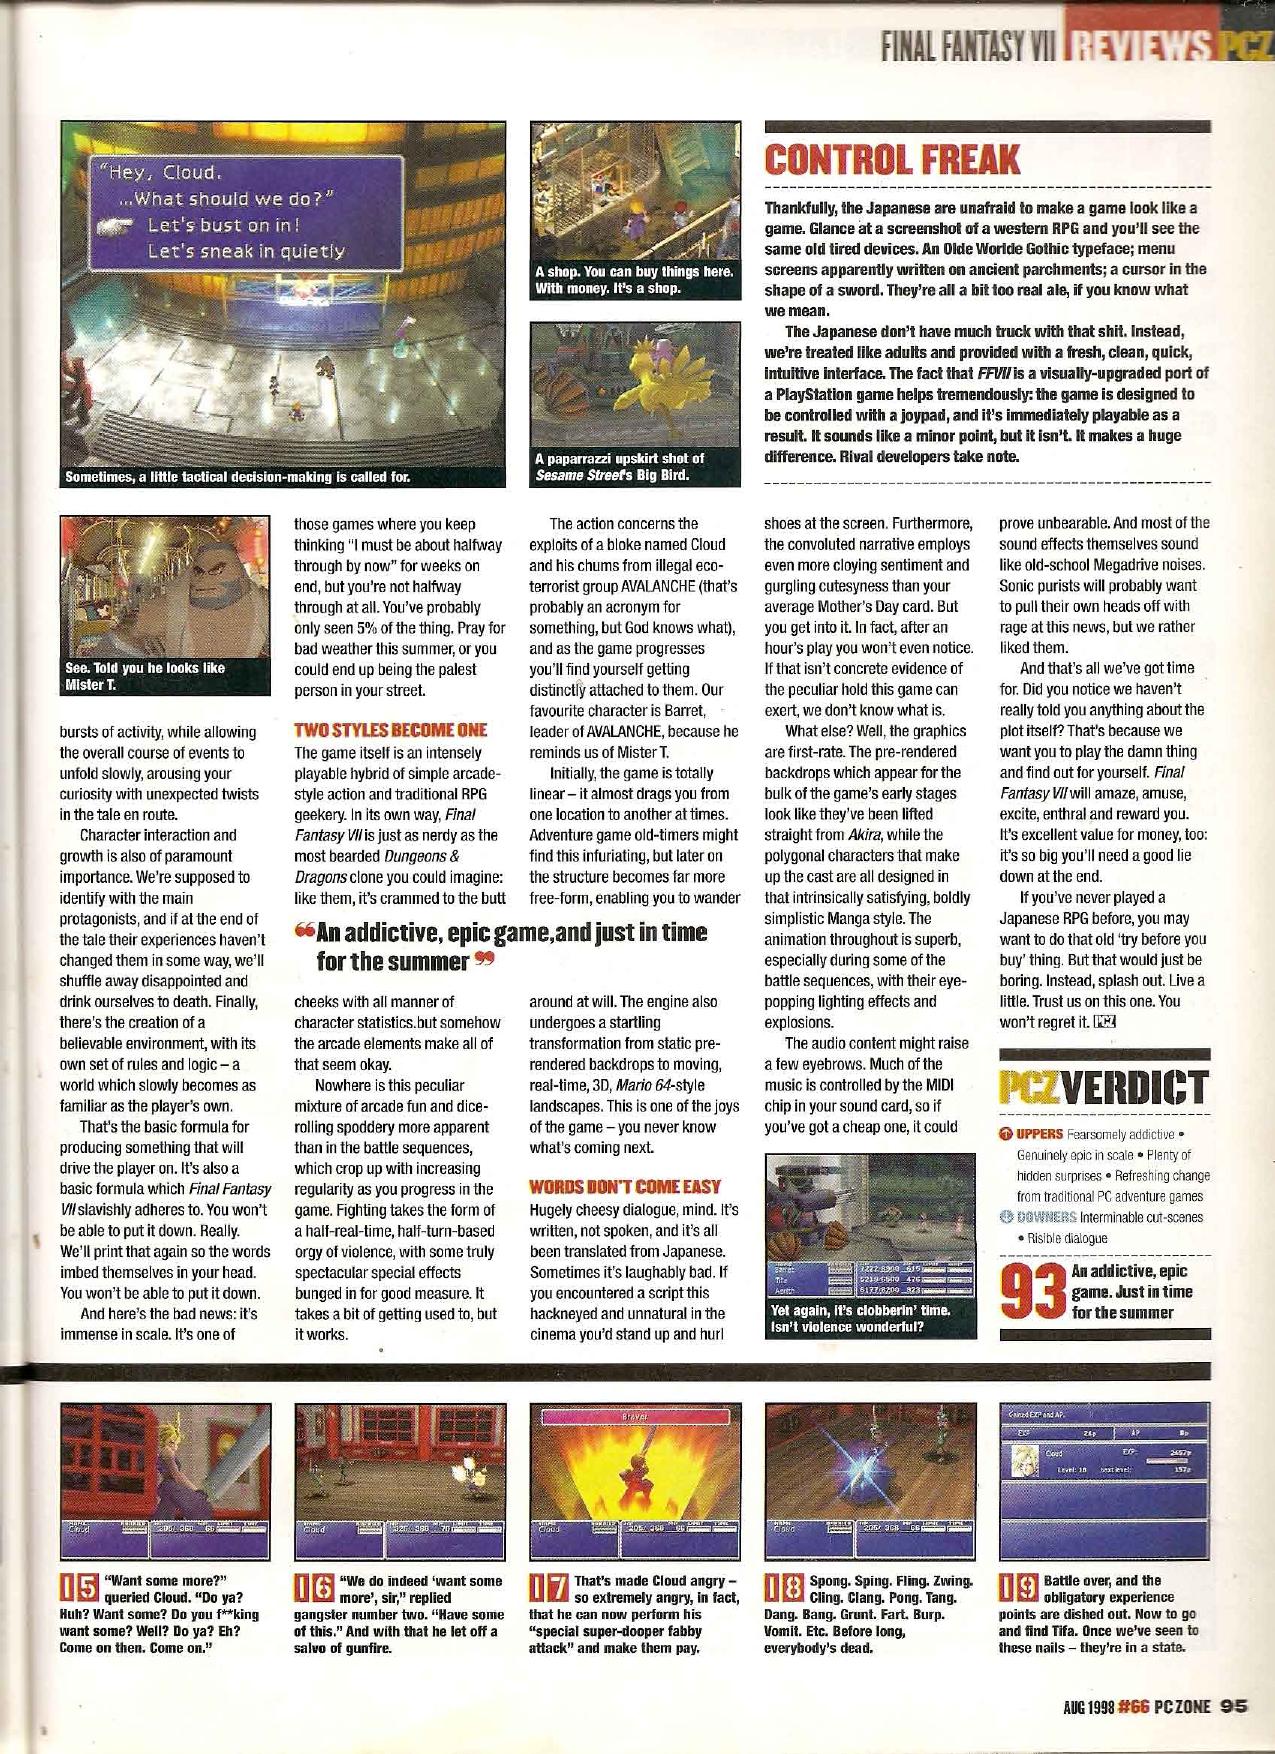 FINAL FANTASY VII REVIEWS PCZ
"Hey, Cloud.
...What should we do?"
Let's bust on in!
Let's sneak in quietly
Sometimes, a little tactical decision-making is called for.
A shop. You can buy things here.
With money. It's a shop.
A paparrazzi upskirt shot of
Sesame Street's Big Bird.
CONTROL FREAK
Thankfully, the Japanese are unafraid to make a game look like a
game. Glance at a screenshot of a western RPG and you'll see the
same old tired devices. An Olde Worlde Gothic typeface; menu
screens apparently written on ancient parchments; a cursor in the
shape of a sword. They're all a bit too real ale, if you know what
we mean.
The Japanese don't have much truck with that shit. Instead,
we're treated like adults and provided with a fresh, clean, quick,
intuitive interface. The fact that FFVII is a visually-upgraded port of
a PlayStation game helps tremendously: the game is designed to
be controlled with a joypad, and it's immediately playable as a
result. It sounds like a minor point, but it isn't. It makes a huge
difference. Rival developers take note.
See. Told you he looks like
Mister T.
bursts of activity, while allowing
the overall course of events to
unfold slowly, arousing your
curiosity with unexpected twists
in the tale en route.
Character interaction and
growth is also of paramount
importance. We're supposed to
identify with the main
protagonists, and if at the end of
the tale their experiences haven't
changed them in some way, we'll
shuffle away disappointed and
drink ourselves to death. Finally,
there's the creation of a
believable environment, with its
own set of rules and logic – a
world which slowly becomes as
familiar as the player's own.
That's the basic formula for
producing something that will
drive the player on. It's also a
basic formula which Final Fantasy
VII slavishly adheres to. You won't
be able to put it down. Really.
We'll print that again so the words
imbed themselves in your head.
You won't be able to put it down.
And here's the bad news: it's
immense in scale. It's one of
those games where you keep
thinking "I must be about halfway
through by now" for weeks on
end, but you're not halfway
through at all. You've probably
only seen 5% of the thing. Pray for
bad weather this summer, or you
could end up being the palest
person in your street.
TWO STYLES BECOME ONE
The game itself is an intensely
playable hybrid of simple arcade-
style action and traditional RPG
geekery. In its own way, Final
Fantasy VII is just as nerdy as the
most bearded Dungeons &
Dragons clone you could imagine:
like them, it's crammed to the butt
"An addictive, epic game,and just in time
for the summer"
cheeks with all manner of
character statistics.but somehow
the arcade elements make all of
that seem okay.
Nowhere is this peculiar
mixture of arcade fun and dice-
rolling spoddery more apparent
than in the battle sequences,
which crop up with increasing
regularity as you progress in the
game. Fighting takes the form of
a half-real-time, half-turn-based
orgy of violence, with some truly
spectacular special effects
bunged in for good measure. It
takes a bit of getting used to, but
it works.
The action concerns the
exploits of a bloke named Cloud
and his chums from illegal eco-
terrorist group AVALANCHE (that's
probably an acronym for
something, but God knows what),
and as the game progresses
you'll find yourself getting
distinctly attached to them. Our
favourite character is Barret,
leader of AVALANCHE, because he
reminds us of Mister T.
Initially, the game is totally
linear – it almost drags you from
one location to another at times.
Adventure game old-timers might
find this infuriating, but later on
the structure becomes far more
free-form, enabling you to wander
around at will. The engine also
undergoes a startling
transformation from static pre-
rendered backdrops to moving,
real-time, 3D, Mario 64-style
landscapes. This is one of the joys
of the game – you never know
what's coming next.
WORDS DON'T COME EASY
Hugely cheesy dialogue, mind. It's
written, not spoken, and it's all
been translated from Japanese.
Sometimes it's laughably bad. If
you encountered a script this
hackneyed and unnatural in the
cinema you'd stand up and hurl
shoes at the screen. Furthermore,
the convoluted narrative employs
even more cloying sentiment and
gurgling cutesyness than your
average Mother's Day card. But
you get into it. In fact, after an
hour's play you won't even notice.
If that isn't concrete evidence of
the peculiar hold this game can
exert, we don't know what is.
What else? Well, the graphics
are first-rate. The pre-rendered
backdrops which appear for the
bulk of the game's early stages
look like they've been lifted
straight from Akira, while the
polygonal characters that make
up the cast are all designed in
that intrinsically satisfying, boldly
simplistic Manga style. The
animation throughout is superb,
especially during some of the
battle sequences, with their eye-
popping lighting effects and
explosions.
The audio content might raise
a few eyebrows. Much of the
music is controlled by the MIDI
chip in your sound card, so if
you've got a cheap one, it could
Yet again, it's clobberin' time.
Isn't violence wonderful?
prove unbearable. And most of the
sound effects themselves sound
like old-school Megadrive noises.
Sonic purists will probably want
to pull their own heads off with
rage at this news, but we rather
liked them.
And that's all we've got time
for. Did you notice we haven't
really told you anything about the
plot itself? That's because we
want you to play the damn thing
and find out for yourself. Final
Fantasy VII will amaze, amuse,
excite, enthral and reward you.
It's excellent value for money, too:
it's so big you'll need a good lie
down at the end.
If you've never played a
Japanese RPG before, you may
want to do that old 'try before you
buy' thing. But that would just be
boring. Instead, splash out. Live a
little. Trust us on this one. You
won't regret it. PCZ
PCZVERDICT
UPPERS Fearsomely addictive •
Genuinely epic in scale • Plenty of
hidden surprises • Refreshing change
from traditional PC adventure games
DOWNERS Interminable cut-scenes
• Risible dialogue
93 An addictive, epic
game. Just in time
for the summer
Braver
Gained EXP and AP.
Cloud
05 "Want some more?"
queried Cloud. "Do ya?
Huh? Want some? Do you f**king
want some? Well? Do ya? Eh?
Come on then. Come on."
06 "We do indeed 'want some
more', sir," replied
gangster number two. "Have some
of this." And with that he let off a
salvo of gunfire.
07 That's made Cloud angry –
so extremely angry, in fact,
that he can now perform his
"special super-dooper fabby
attack" and make them pay.
08 Spong. Sping. Fling. Zwing.
Cling. Clang. Pong. Tang.
Dang. Bang. Grunt. Fart. Burp.
Vomit. Etc. Before long,
everybody's dead.
09 Battle over, and the
obligatory experience
points are dished out. Now to go
and find Tifa. Once we've seen to
these nails – they're in a state.
AUG 1998 #66 PC ZONE 95